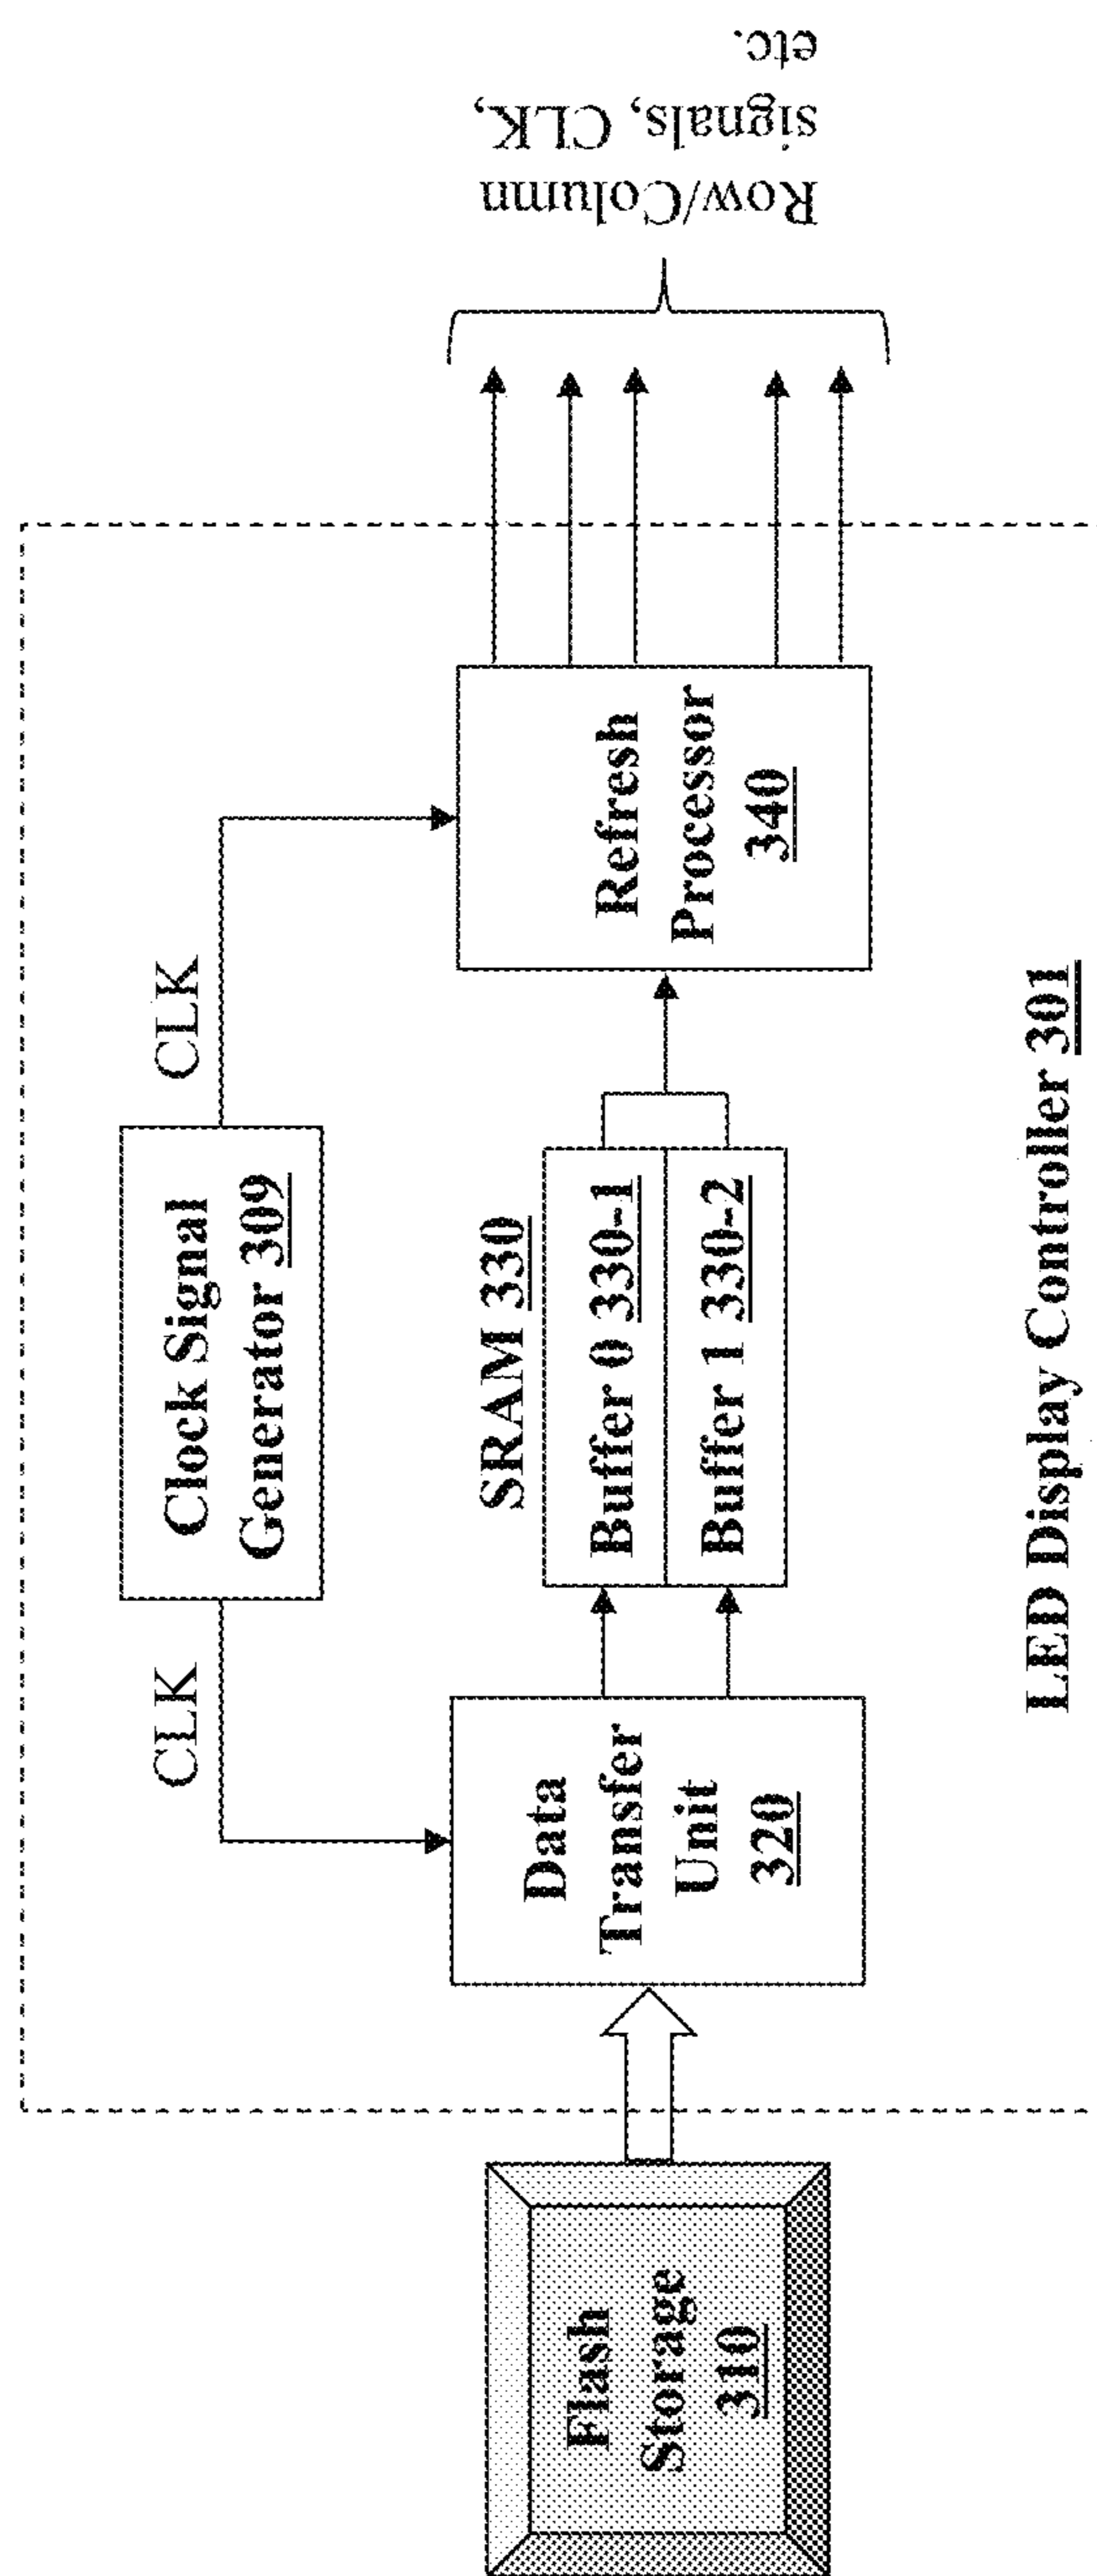 Flash
Storage
310
Data
Transfer
Unit
320
CLK
Clock Signal
Generator 309
CLK
SRAM 330
Buffer 0 330-1
Buffer 1 330-2
Refresh
Processor
340
Row/Column
signals, CLK,
etc.
LED Display Controller 301